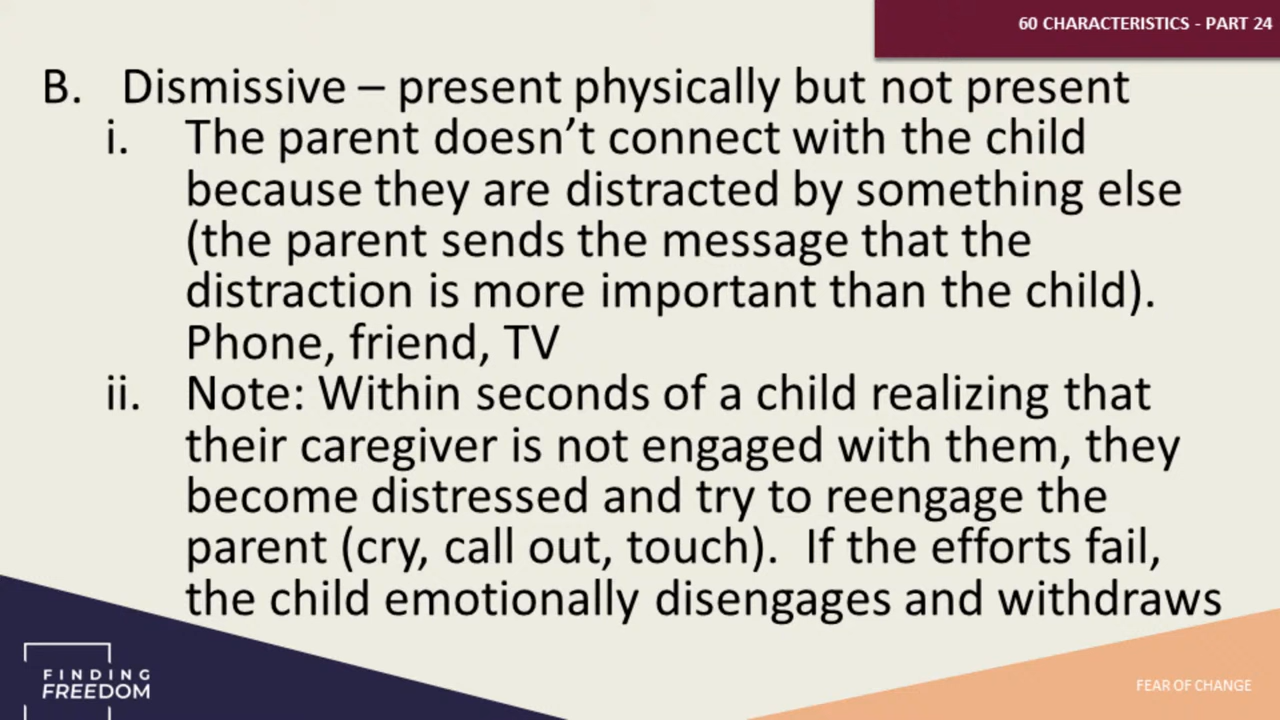 60 CHARACTERISTICS - PART 24
B. Dismissive – present physically but not present
i. The parent doesn’t connect with the child
because they are distracted by something else
(the parent sends the message that the
distraction is more important than the child).
Phone, friend, TV
ii. Note: Within seconds of a child realizing that
their caregiver is not engaged with them, they
become distressed and try to reengage the
parent (cry, call out, touch).  If the efforts fail,
the child emotionally disengages and withdraws
FINDING
FREEDOM
FEAR OF CHANGE